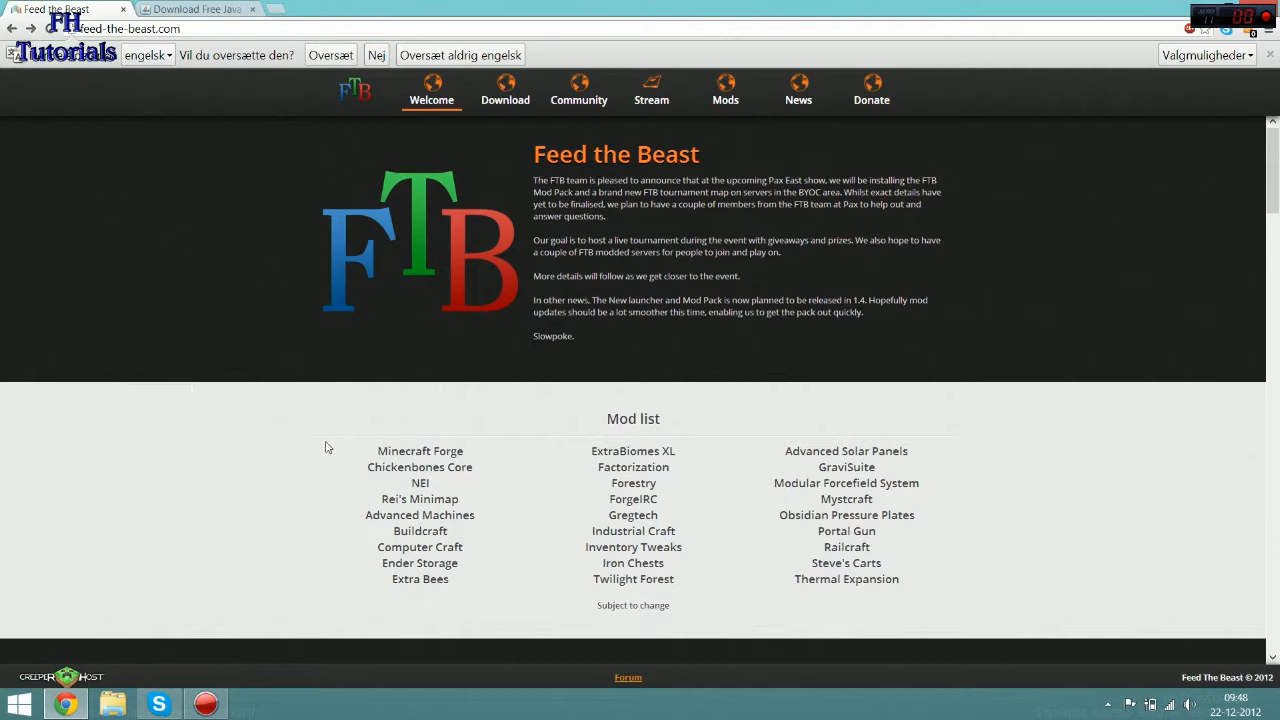 Feed the Beast
Download Free Java
FH
Tutorials
feed-the-beast.com
engelsk
Vil du oversætte den?
Oversæt
Nej
Oversæt aldrig engelsk
Valgmuligheder
FTB
Welcome
Download
Community
Stream
Mods
News
Donate
FTB
Feed the Beast
The FTB team is pleased to announce that at the upcoming Pax East show, we will be installing the FTB
Mod Pack and a brand new FTB tournament map on servers in the BYOC area. Whilst exact details have
yet to be finalised, we plan to have a couple of members from the FTB team at Pax to help out and
answer questions.
Our goal is to host a live tournament during the event with giveaways and prizes. We also hope to have
a couple of FTB modded servers for people to join and play on.
More details will follow as we get closer to the event.
In other news, The New launcher and Mod Pack is now planned to be released in 1.4. Hopefully mod
updates should be a lot smoother this time, enabling us to get the pack out quickly.
Slowpoke.
Mod list
Minecraft Forge
Chickenbones Core
NEI
Rei's Minimap
Advanced Machines
Buildcraft
Computer Craft
Ender Storage
Extra Bees
ExtraBiomes XL
Factorization
Forestry
ForgeIRC
Gregtech
Industrial Craft
Inventory Tweaks
Iron Chests
Twilight Forest
Advanced Solar Panels
GraviSuite
Modular Forcefield System
Mystcraft
Obsidian Pressure Plates
Portal Gun
Railcraft
Steve's Carts
Thermal Expansion
Subject to change
CREEPER HOST
Forum
Feed The Beast © 2012
09:48
22-12-2012